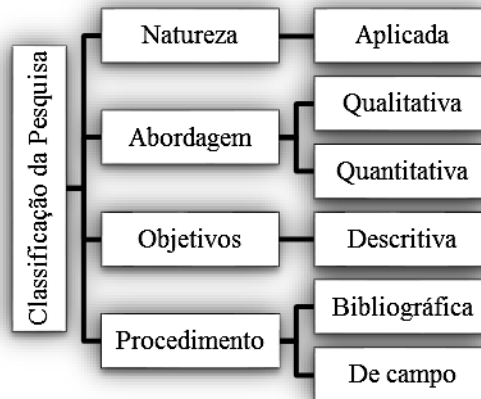 Classificação da Pesquisa
Natureza
Aplicada
Abordagem
Qualitativa
Quantitativa
Objetivos
Descritiva
Procedimento
Bibliográfica
De campo